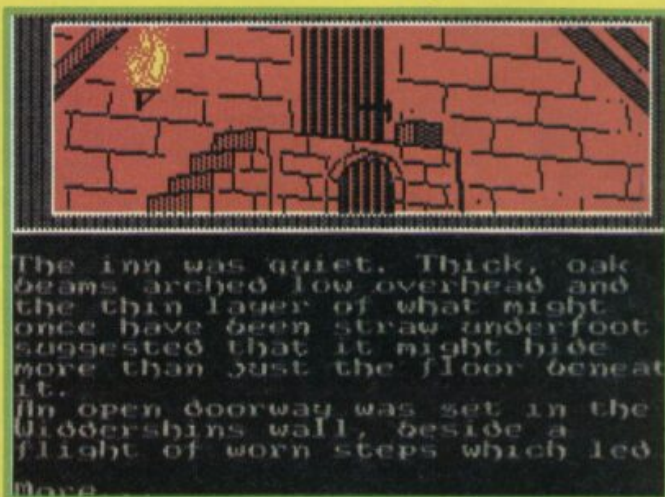 The inn was quiet. Thick, oak
beams arched low overhead and
the thin layer of what might
once have been straw underfoot
suggested that it might hide
more than just the floor beneat
it.
An open doorway was set in the
Widdershins wall, beside a
flight of worn steps which led
More...